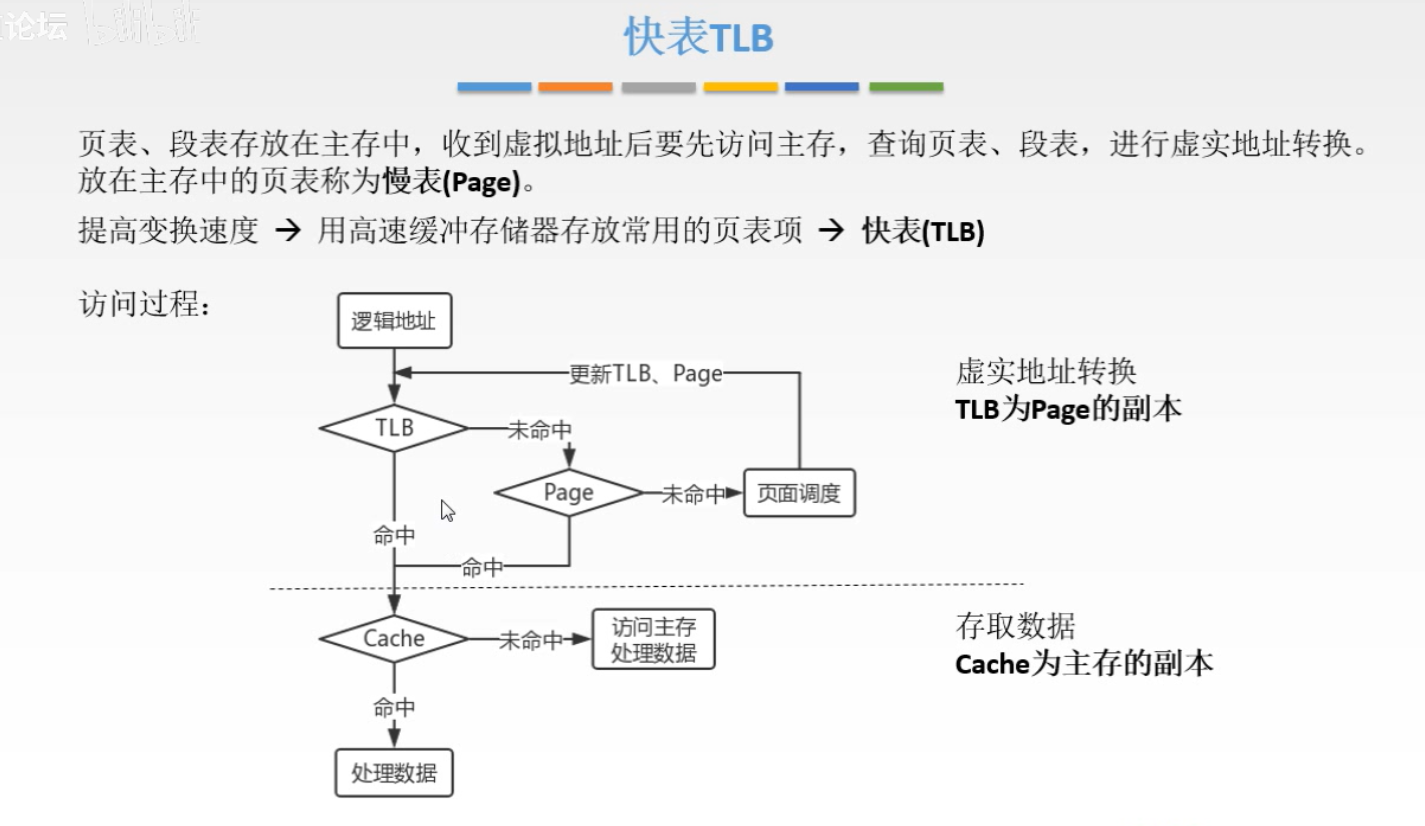 论坛 bilibili
快表TLB
页表、段表存放在主存中，收到虚拟地址后要先访问主存，查询页表、段表，进行虚实地址转换。
放在主存中的页表称为慢表(Page)。
提高变换速度 → 用高速缓冲存储器存放常用的页表项 → 快表(TLB)
访问过程：
逻辑地址
更新TLB、Page
虚实地址转换
TLB为Page的副本
TLB
未命中
Page
未命中
页面调度
命中
命中
Cache
未命中
访问主存
处理数据
存取数据
Cache为主存的副本
命中
处理数据